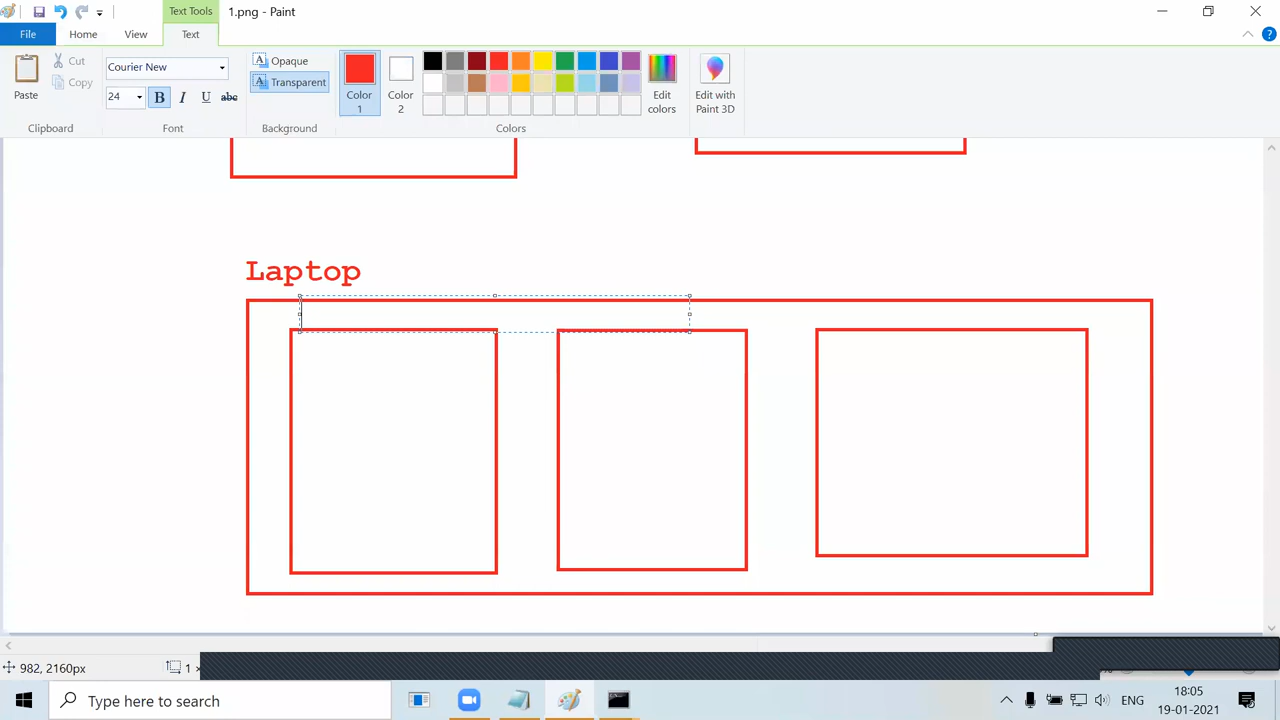 Text Tools
1.png - Paint
File
Home
View
Text
Paste
Cut
Copy
Clipboard
Courier New
24
B I U abc
Font
Opaque
Transparent
Background
Color 1
Color 2
Edit colors
Colors
Edit with Paint 3D
Laptop
982, 2160px
1
Type here to search
ENG
18:05
19-01-2021
3